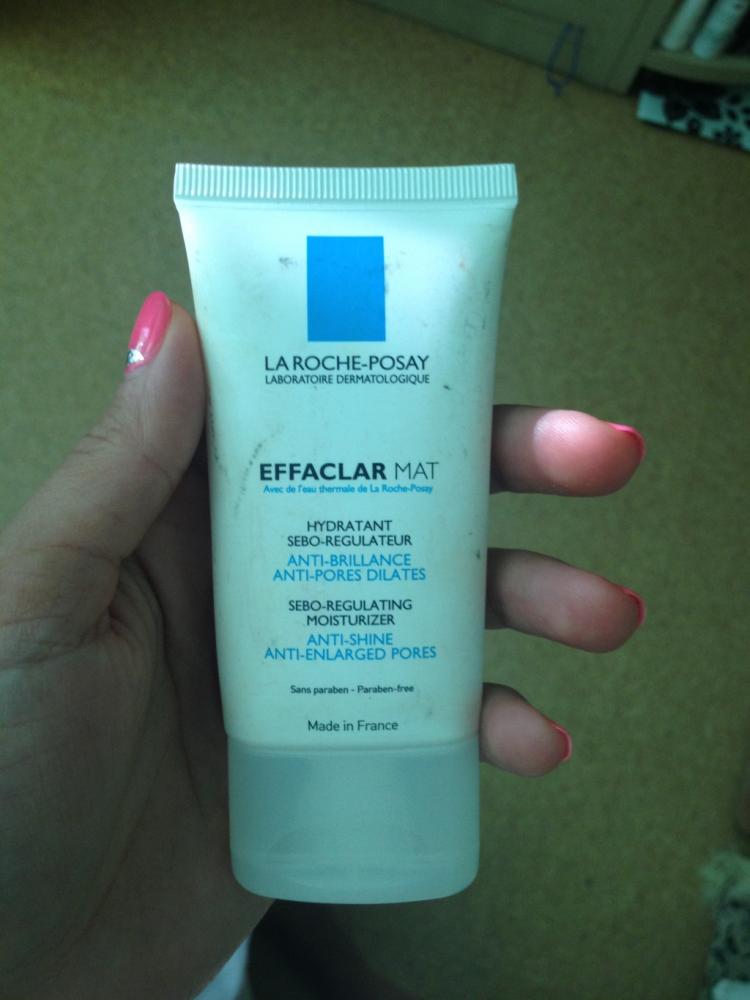 LA ROCHE-POSAY
LABORATOIRE DERMATOLOGIQUE
EFFACLAR MAT
Avec de l'eau thermale de La Roche-Posay
HYDRATANT
SEBO-REGULATEUR
ANTI-BRILLANCE
ANTI-PORES DILATES
SEBO-REGULATING
MOISTURIZER
ANTI-SHINE
ANTI-ENLARGED PORES
Sans paraben - Paraben-free
Made in France